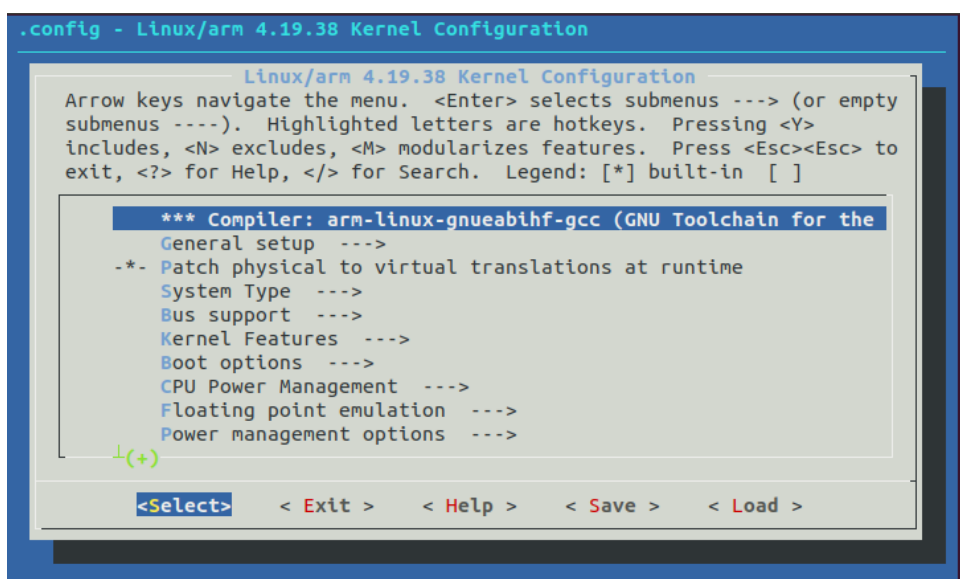 .config - Linux/arm 4.19.38 Kernel Configuration
Linux/arm 4.19.38 Kernel Configuration
Arrow keys navigate the menu.  <Enter> selects submenus ---> (or empty
submenus ----).  Highlighted letters are hotkeys.  Pressing <Y>
includes, <N> excludes, <M> modularizes features.  Press <Esc><Esc> to
exit, <?> for Help, </> for Search.  Legend: [*] built-in  [ ]
*** Compiler: arm-linux-gnueabihf-gcc (GNU Toolchain for the
General setup  --->
-*- Patch physical to virtual translations at runtime
System Type  --->
Bus support  --->
Kernel Features  --->
Boot options  --->
CPU Power Management  --->
Floating point emulation  --->
Power management options  --->
┴(+)
<Select>    < Exit >    < Help >    < Save >    < Load >